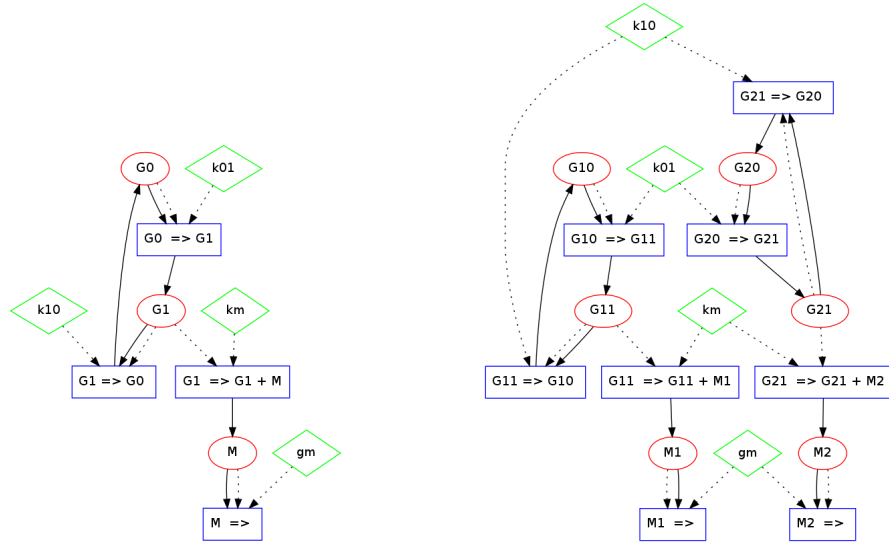 k10
G21 => G20
G0
k01
G10
k01
G20
G0  => G1
G10  => G11
G20  => G21
k10
G1
km
G11
km
G21
G1 => G0
G1  => G1 + M
G11 => G10
G11  => G11 + M1
G21  => G21 + M2
M
gm
M1
gm
M2
M  =>
M1  =>
M2  =>